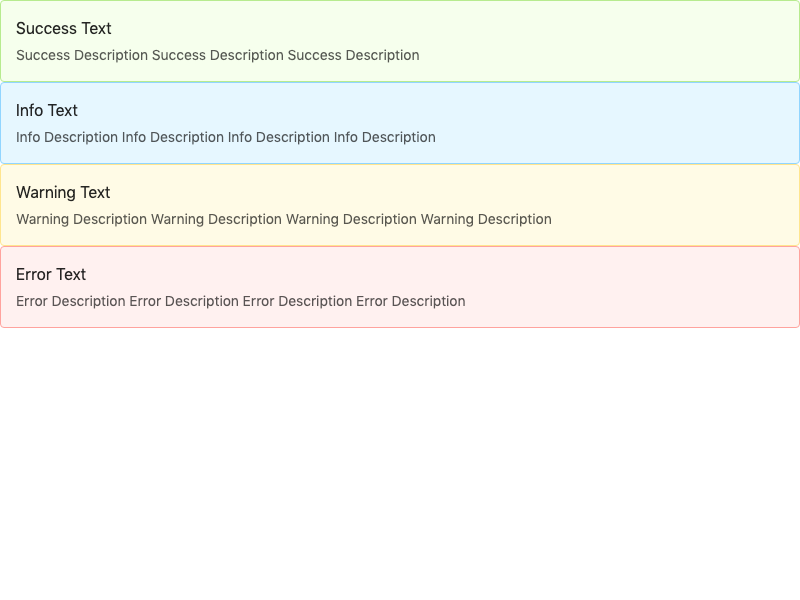 Success Text
Success Description Success Description Success Description
Info Text
Info Description Info Description Info Description Info Description
Warning Text
Warning Description Warning Description Warning Description Warning Description
Error Text
Error Description Error Description Error Description Error Description